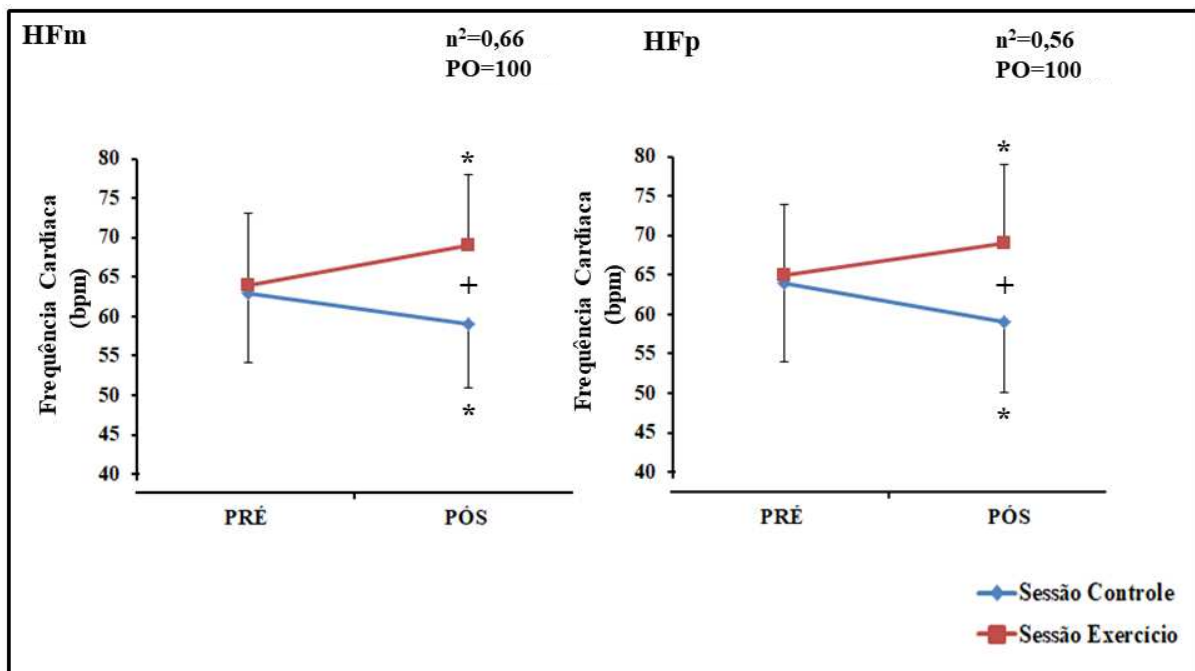 HFm
n²=0,66
PO=100
Frequência Cardíaca
(bpm)
80
75
70
65
60
55
50
45
40
*
+
*
PRÉ PÓS
HFp
n²=0,56
PO=100
Frequência Cardíaca
(bpm)
80
75
70
65
60
55
50
45
40
*
+
*
PRÉ PÓS
Sessão Controle
Sessão Exercício